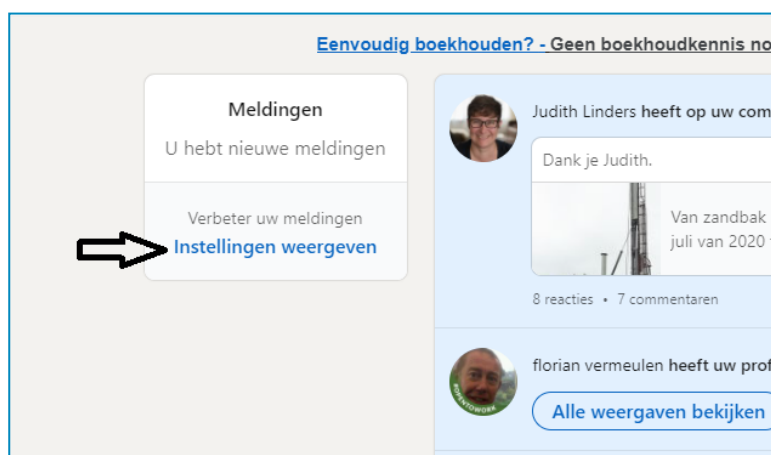 Eenvoudig boekhouden? - Geen boekhoudkennis no
Meldingen
U hebt nieuwe meldingen
Verbeter uw meldingen
Instellingen weergeven
Judith Linders heeft op uw com
Dank je Judith.
Van zandbak
juli van 2020
8 reacties • 7 commentaren
florian vermeulen heeft uw prof
#OPENTOWORK
Alle weergaven bekijken